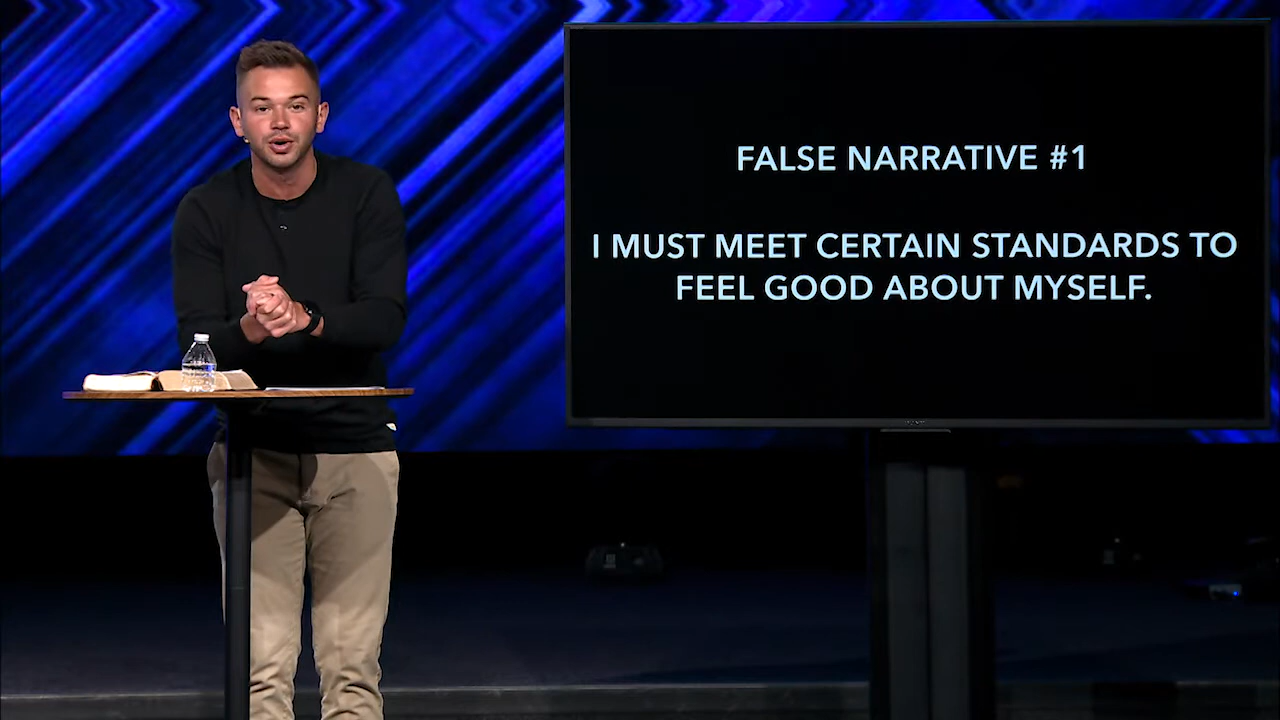 FALSE NARRATIVE #1
I MUST MEET CERTAIN STANDARDS TO
FEEL GOOD ABOUT MYSELF.